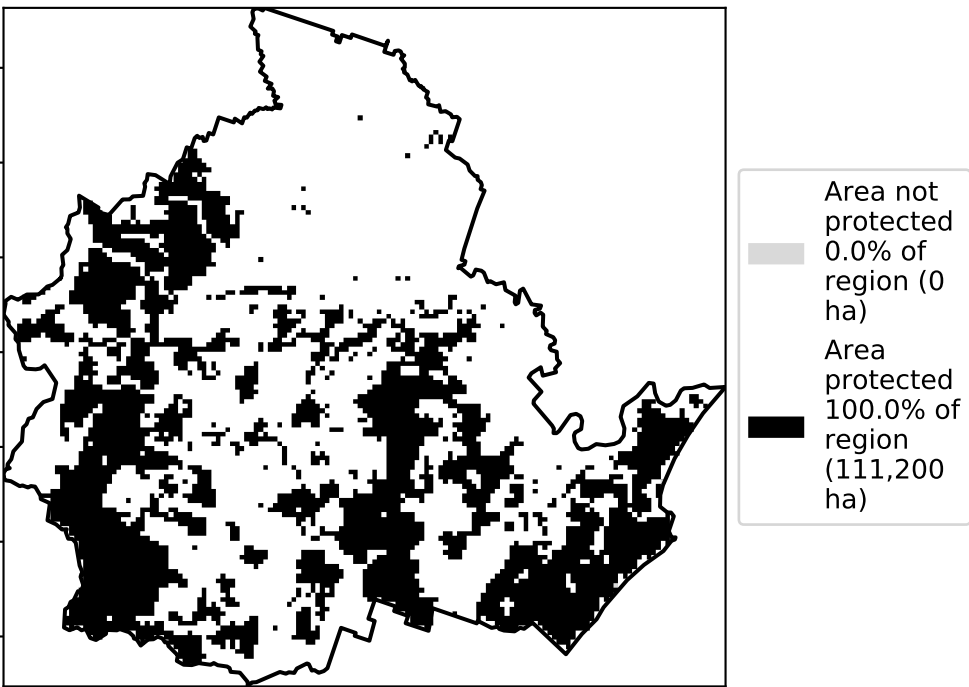 Area not
protected
0.0% of
region (0
ha)
Area
protected
100.0% of
region
(111,200
ha)